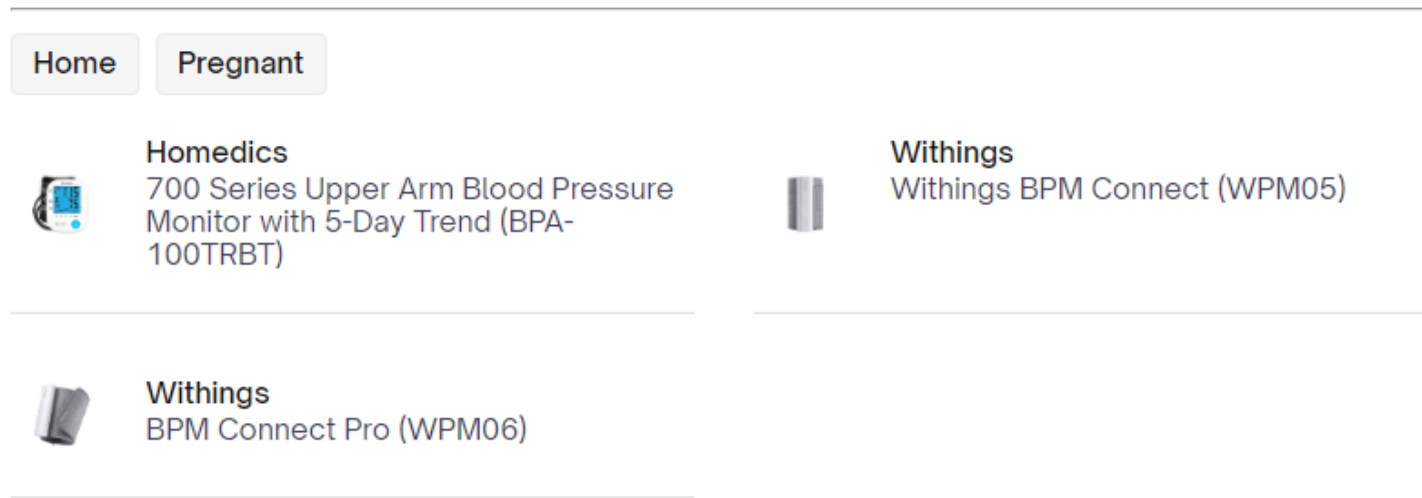 Home
Pregnant
Homedics
700 Series Upper Arm Blood Pressure
Monitor with 5-Day Trend (BPA-
100TRBT)
Withings
Withings BPM Connect (WPM05)
Withings
BPM Connect Pro (WPM06)